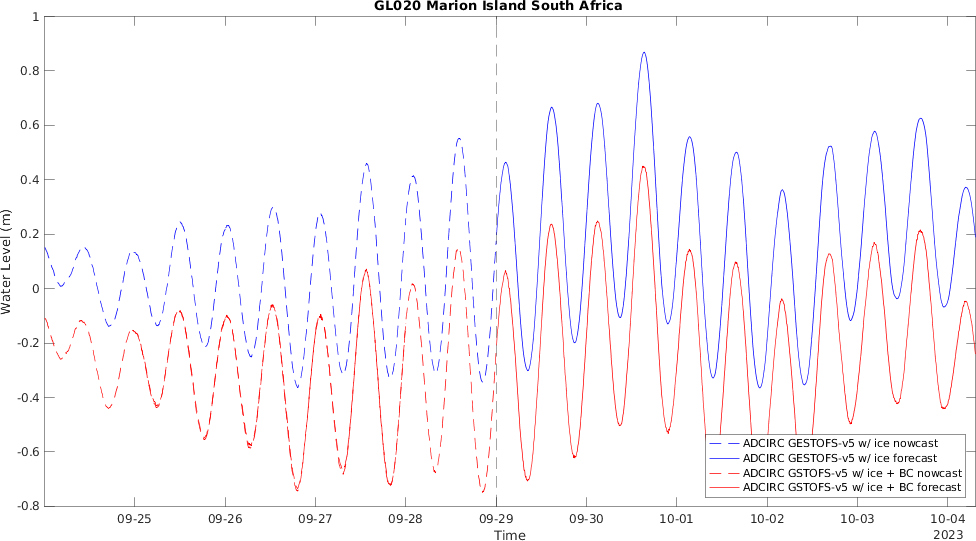 GL020 Marion Island South Africa
1
0.8
0.6
0.4
0.2
0
-0.2
-0.4
-0.6
-0.8
Water Level (m)
09-25 09-26 09-27 09-28 09-29 09-30 10-01 10-02 10-03 10-04
2023
Time
ADCIRC GESTOFS-v5 w/ ice nowcast
ADCIRC GESTOFS-v5 w/ ice forecast
ADCIRC GSTOFS-v5 w/ ice + BC nowcast
ADCIRC GSTOFS-v5 w/ ice + BC forecast